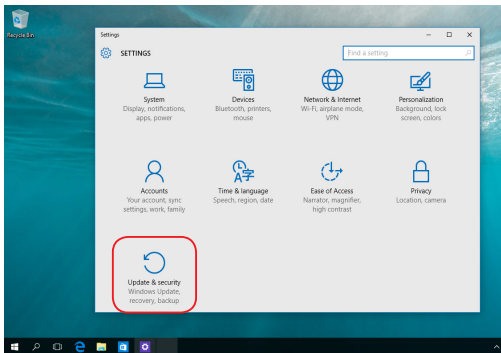 Recycle Bin
Settings
SETTINGS
Find a setting
System
Display, notifications,
apps, power
Devices
Bluetooth, printers,
mouse
Network & Internet
Wi-Fi, airplane mode,
VPN
Personalization
Background, lock
screen, colors
Accounts
Your account, sync
settings, work, family
Time & language
Speech, region, date
Ease of Access
Narrator, magnifier,
high contrast
Privacy
Location, camera
Update & security
Windows Update,
recovery, backup